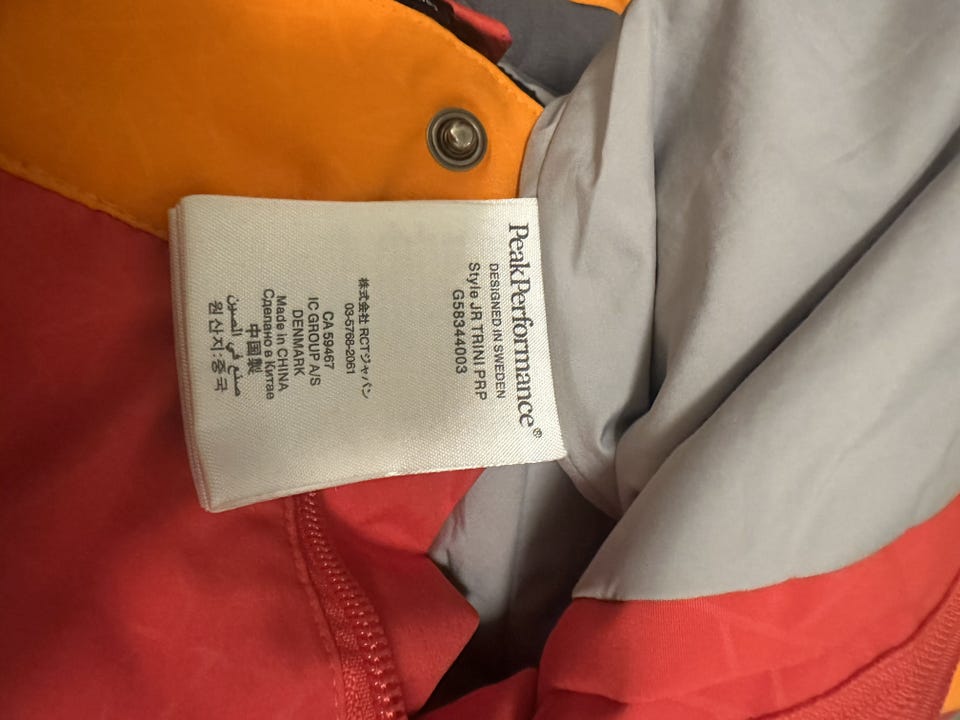 PeakPerformance®
DESIGNED IN SWEDEN
Style JR TRINI PRP
G58344003
株式会社 RCTジャパン
03-5768-2061
CA 59467
IC GROUP A/S
DENMARK
Made in CHINA
Сделано в Китае
中国製
صنع في الصين
원산지:중국